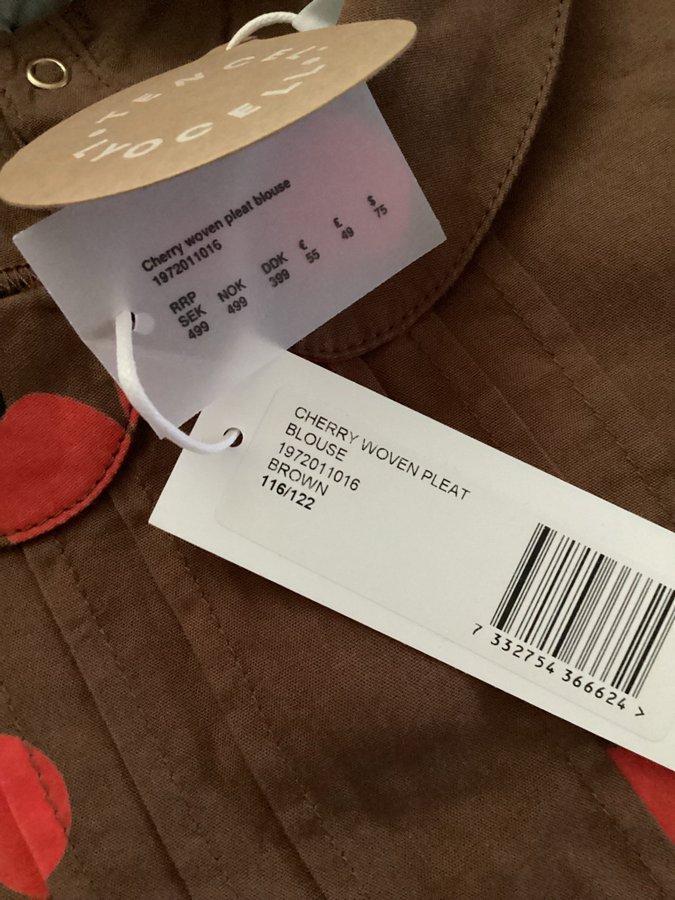 "TENCEL"
LYOCELL"
Cherry woven pleat blouse
1972011016
RRP
SEK NOK DDK £ £ $
499 499 399 55 49 75
CHERRY WOVEN PLEAT
BLOUSE
1972011016
BROWN
116/122
7 332754 366624 >